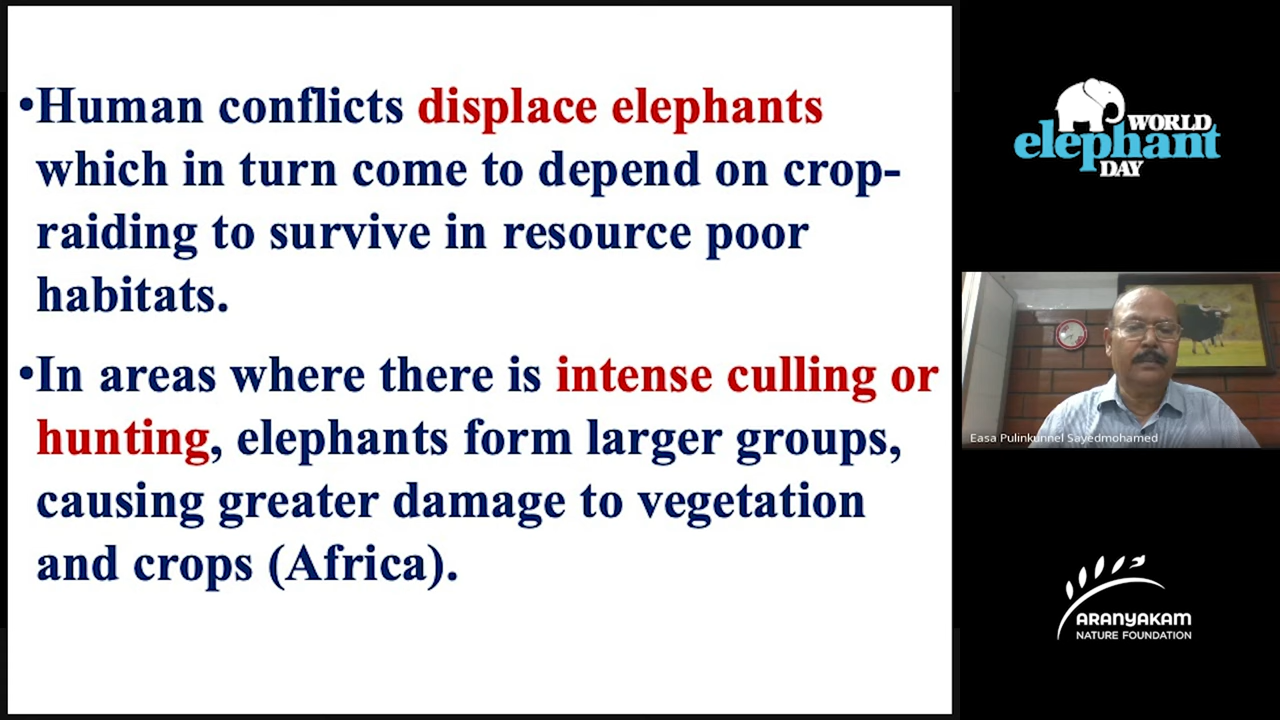 •Human conflicts displace elephants
which in turn come to depend on crop-
raiding to survive in resource poor
habitats.
•In areas where there is intense culling or
hunting, elephants form larger groups,
causing greater damage to vegetation
and crops (Africa).
WORLD
elephant
DAY
Easa Pulinkunnel Sayedmohamed
ARANYAKAM
NATURE FOUNDATION